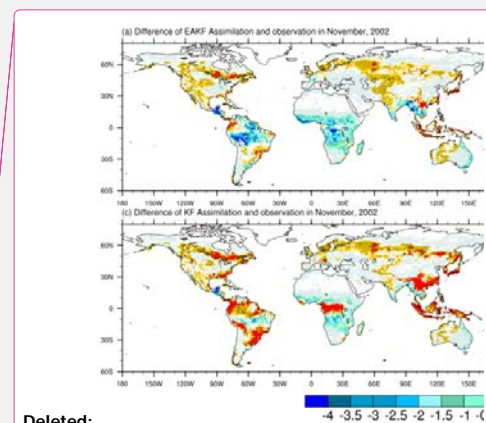 (a) Difference of EAKF Assimilation and observation in November, 2002
60N
30N
0
30S
60S
180 150W 120W 90W 60W 30W 0 30E 60E 90E 120E 150E
(c) Difference of KF Assimilation and observation in November, 2002
60N
30N
0
30S
60S
180 150W 120W 90W 60W 30W 0 30E 60E 90E 120E 150E
-4 -3.5 -3 -2.5 -2 -1.5 -1
Deleted: